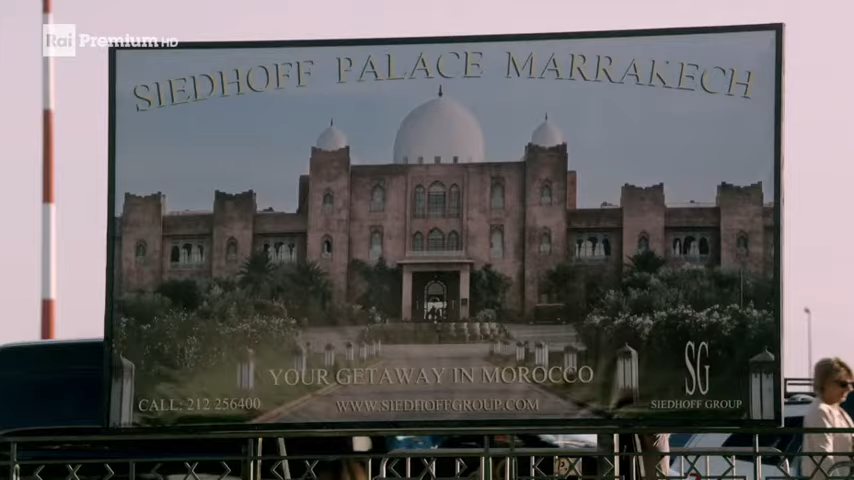 Rai Premium HD
SIEDHOFF PALACE MARRAKECH
YOUR GETAWAY IN MOROCCO
CALL: 212 256400
WWW.SIEDHOFFGROUP.COM
SG
SIEDHOFF GROUP